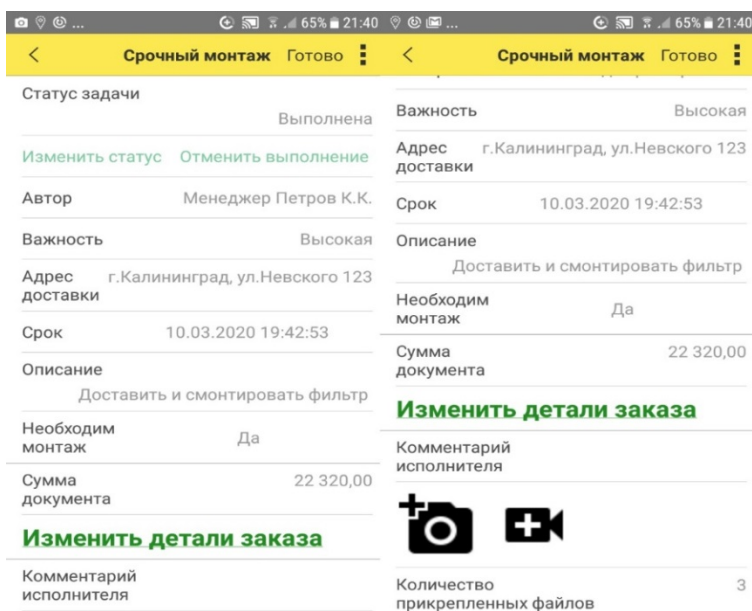 ... 65% 21:40
Срочный монтаж Готово
Статус задачи
Выполнена
Изменить статус Отменить выполнение
Автор Менеджер Петров К.К.
Важность Высокая
Адрес доставки г.Калининград, ул.Невского 123
Срок 10.03.2020 19:42:53
Описание
Доставить и смонтировать фильтр
Необходим монтаж Да
Сумма документа 22 320,00
Изменить детали заказа
Комментарий
исполнителя
... 65% 21:40
Срочный монтаж Готово
Важность Высокая
Адрес доставки г.Калининград, ул.Невского 123
Срок 10.03.2020 19:42:53
Описание
Доставить и смонтировать фильтр
Необходим монтаж Да
Сумма документа 22 320,00
Изменить детали заказа
Комментарий
исполнителя
Количество прикрепленных файлов 3